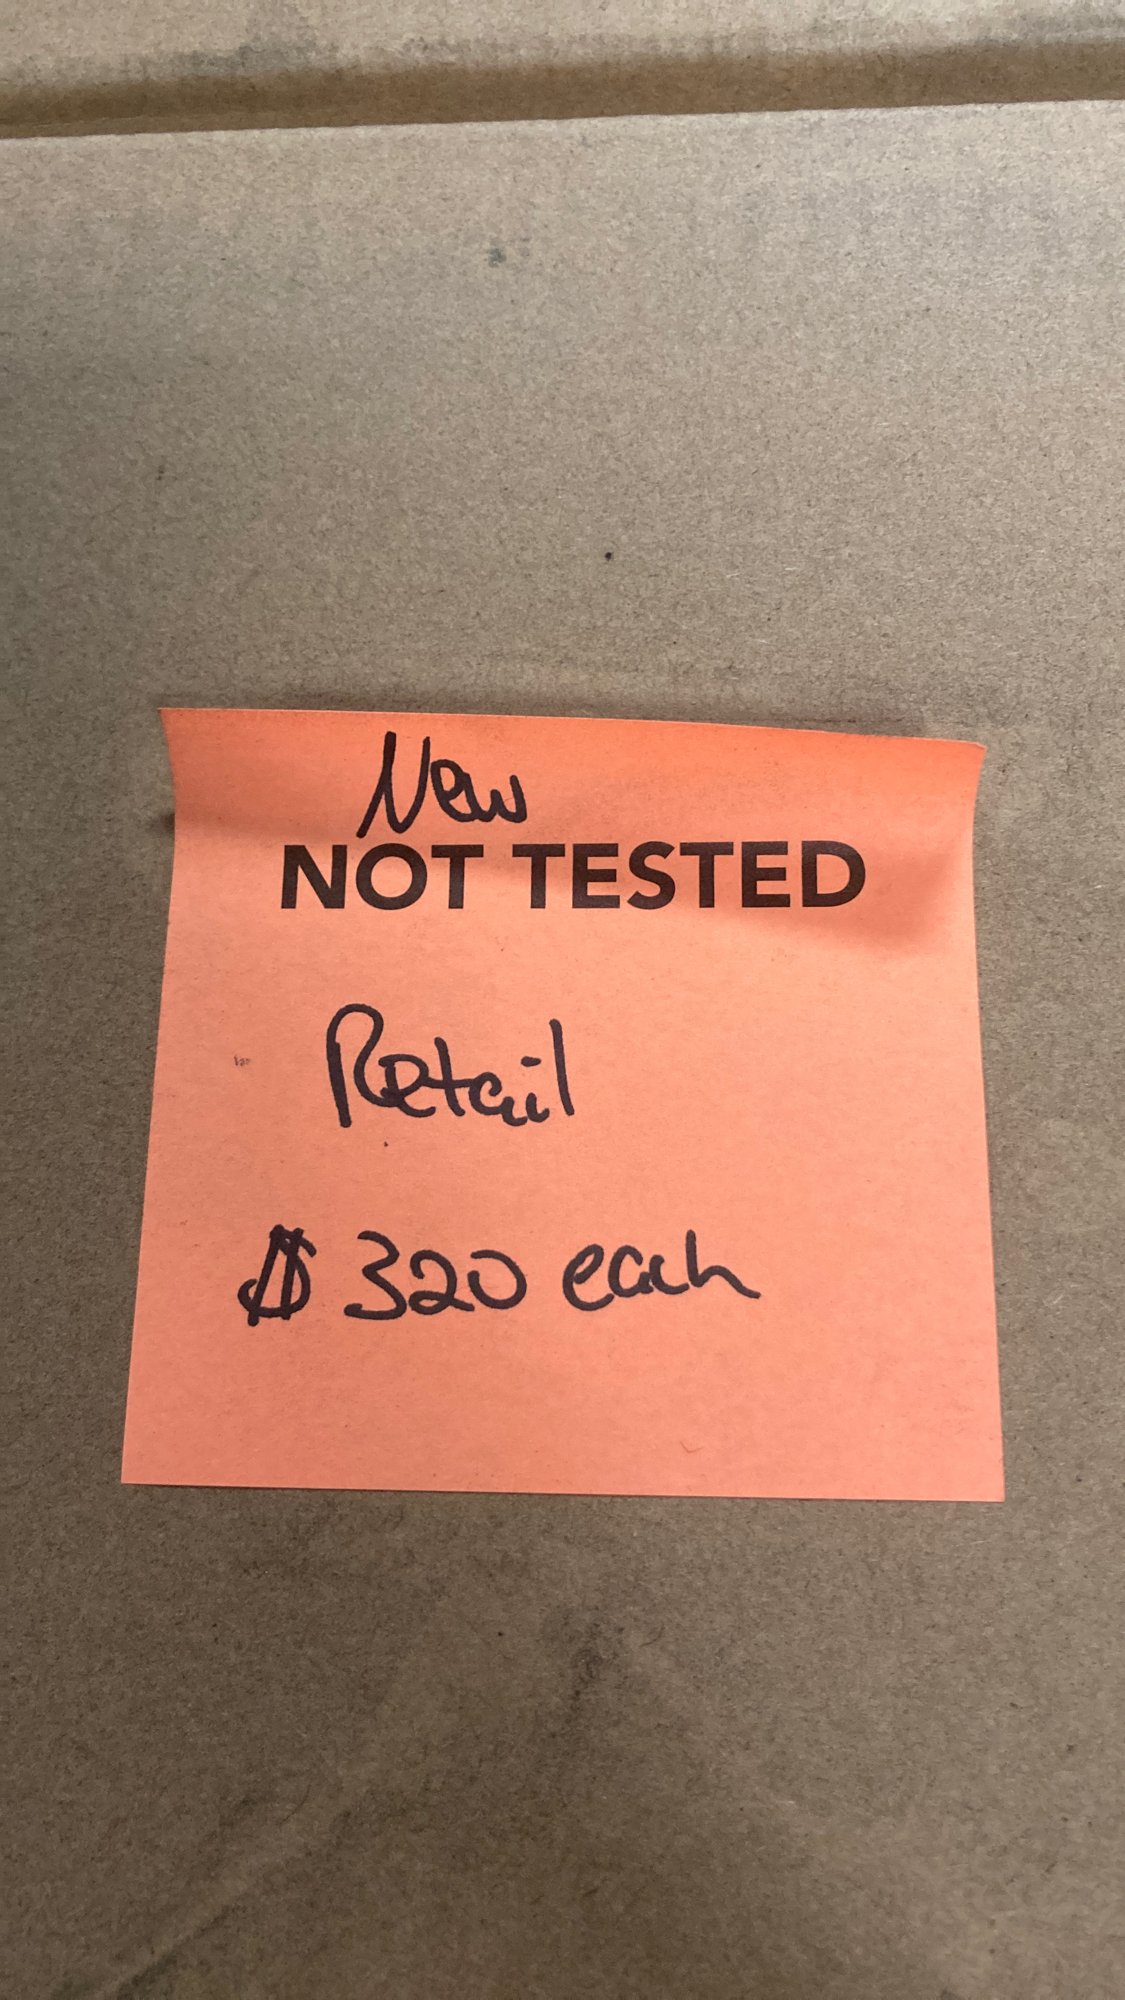 New
NOT TESTED
Retail
$ 320 each